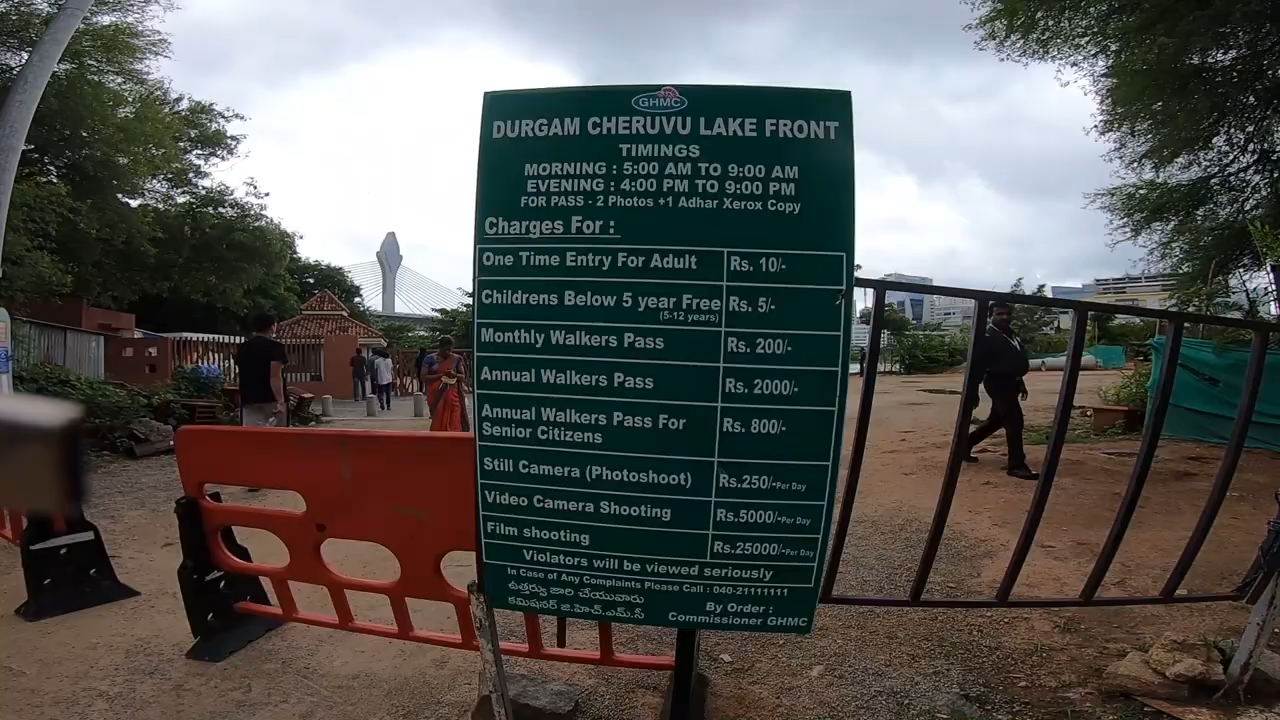 GHMC
DURGAM CHERUVU LAKE FRONT
TIMINGS
MORNING : 5:00 AM TO 9:00 AM
EVENING : 4:00 PM TO 9:00 PM
FOR PASS - 2 Photos +1 Adhar Xerox Copy
Charges For :
One Time Entry For Adult Rs. 10/-
Childrens Below 5 year Free Rs. 5/-
(5-12 years)
Monthly Walkers Pass Rs. 200/-
Annual Walkers Pass Rs. 2000/-
Annual Walkers Pass For
Senior Citizens Rs. 800/-
Still Camera (Photoshoot) Rs.250/-Per Day
Video Camera Shooting Rs.5000/-Per Day
Film shooting Rs.25000/-Per Day
Violators will be viewed seriously
In Case of Any Complaints Please Call : 040-21111111
ఉత్తర్వు జారి చేయువారు
కమిషనర్ జి.హెచ్.ఎమ్.సీ
By Order :
Commissioner GHMC